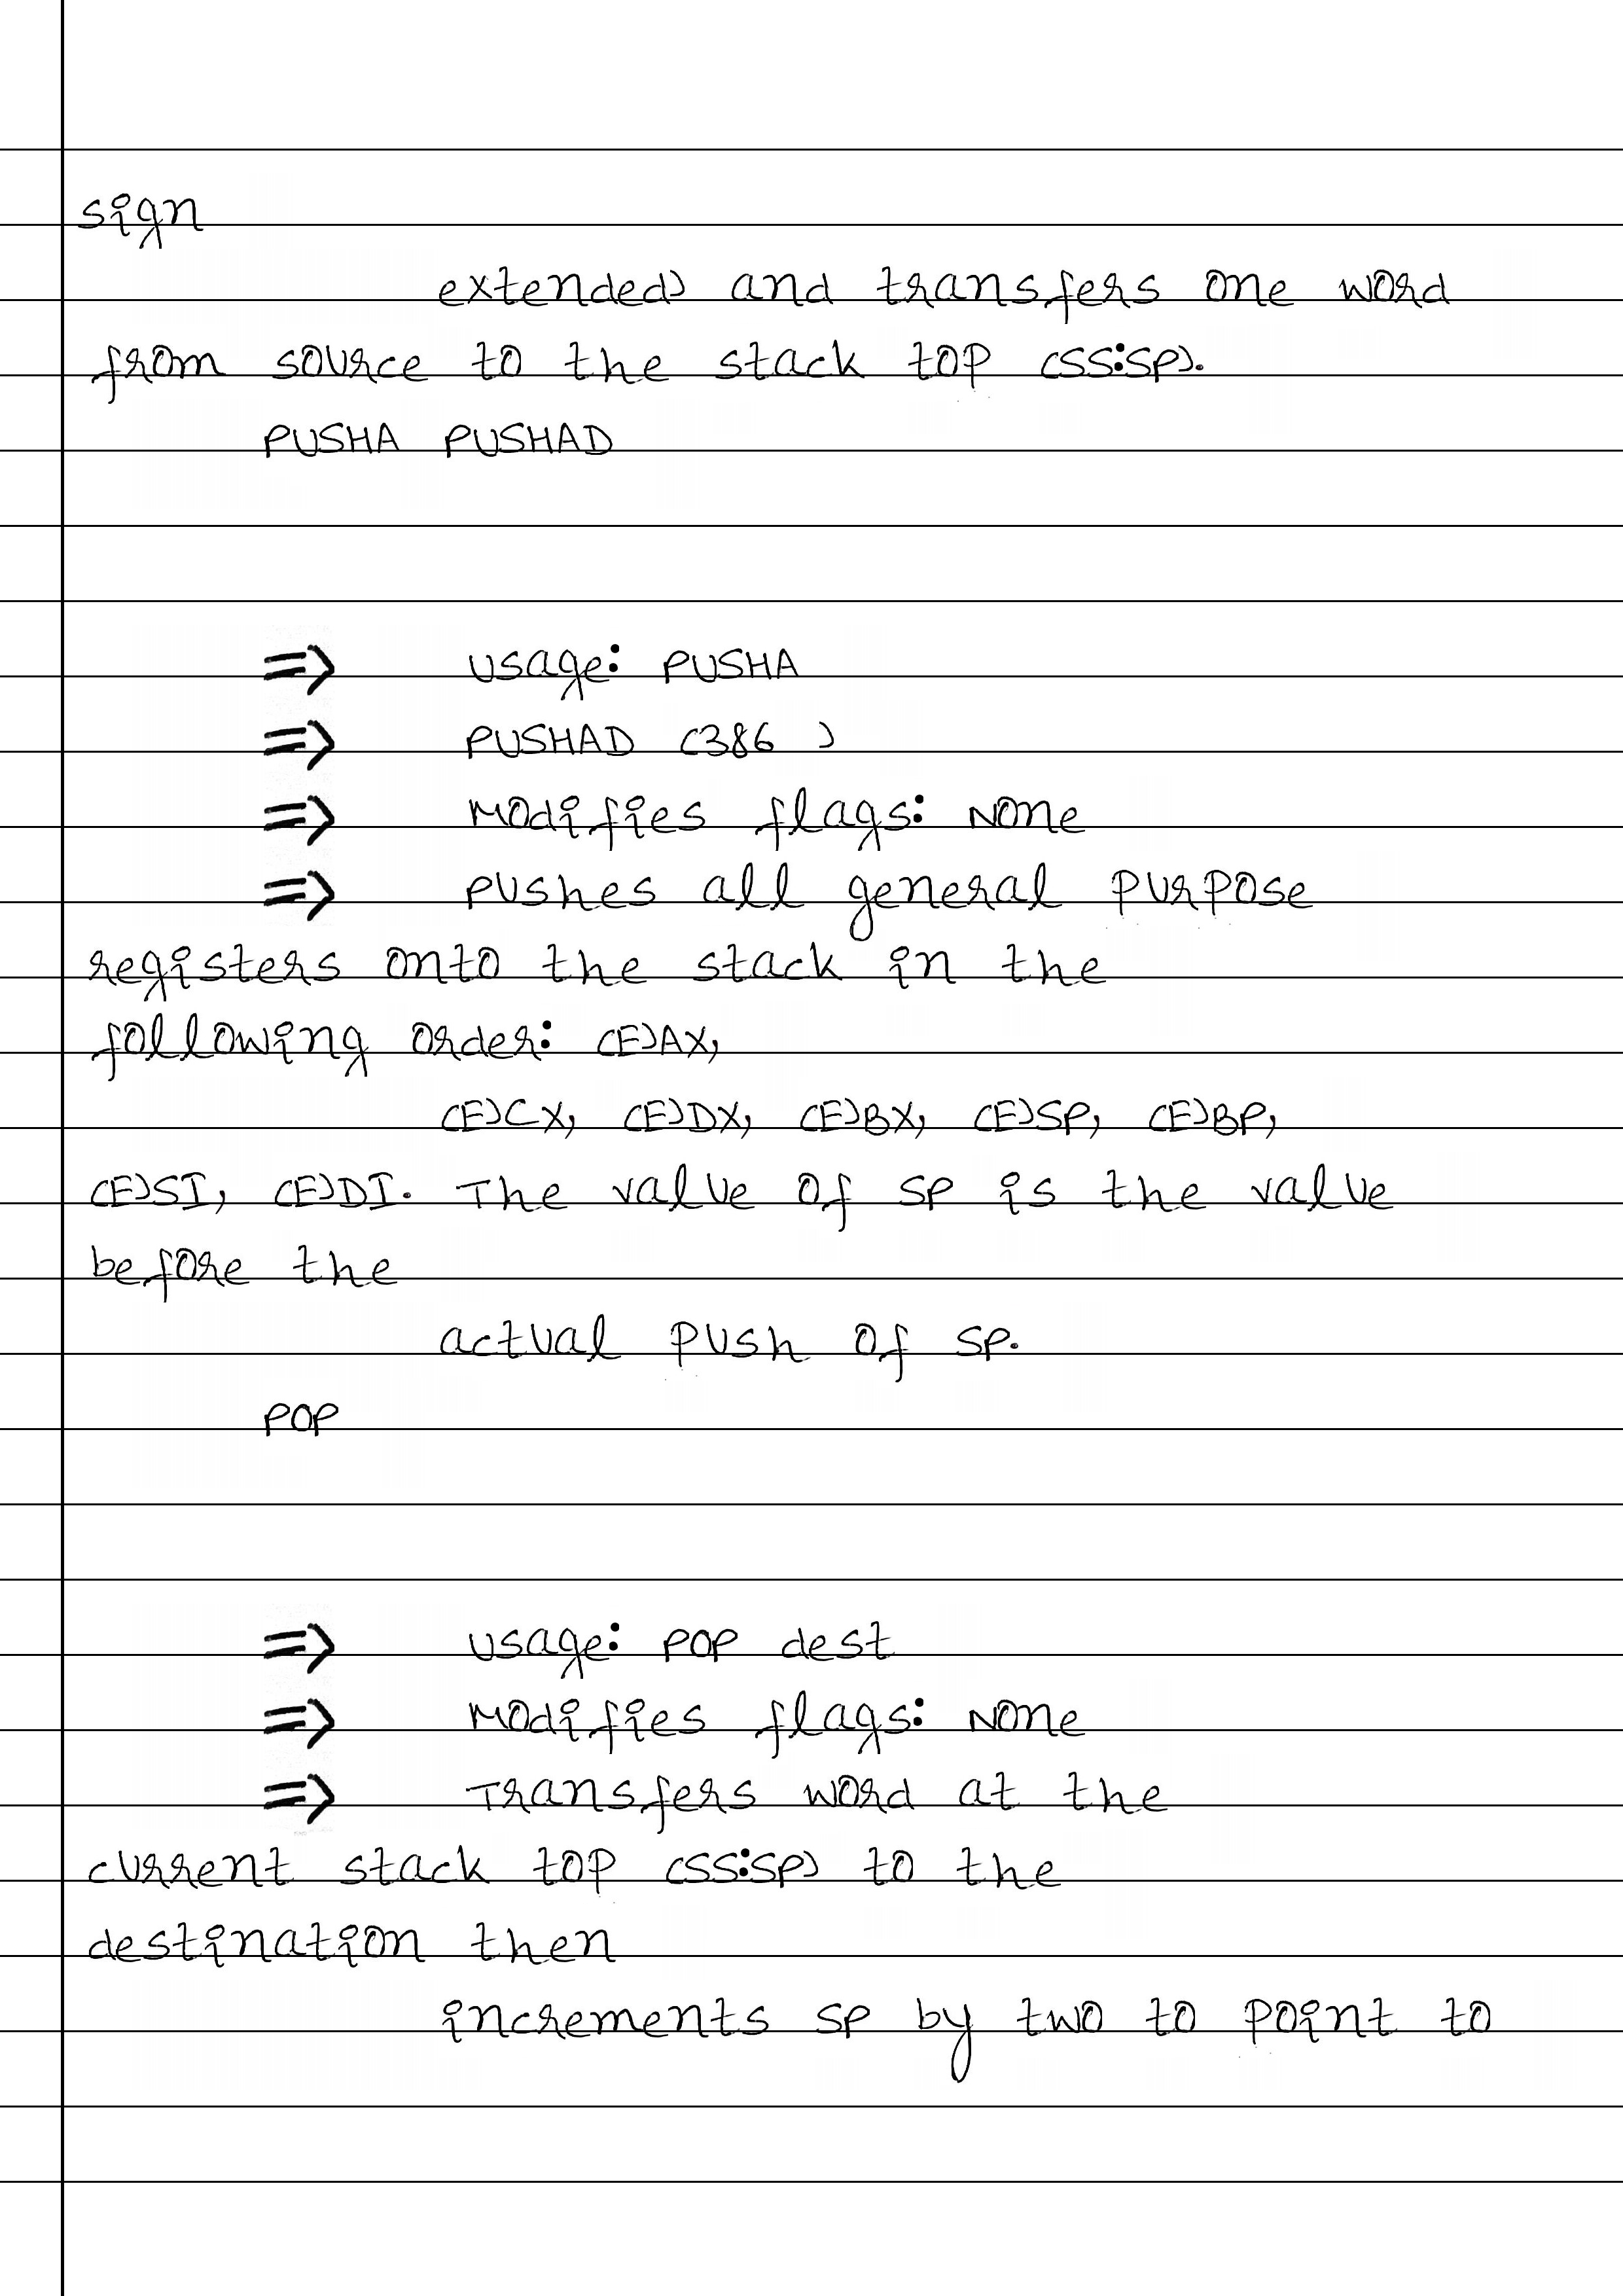 sign
extended) and transfers one word
from source to the stack top (SS:SP).
PUSHA PUSHAD
=> Usage: PUSHA
=> PUSHAD (386 )
=> Modifies flags: None
=> Pushes all general purpose
registers onto the stack in the
following order: (E)AX,
(E)CX, (E)DX, (E)BX, (E)SP, (E)BP,
(E)SI, (E)DI. The value of SP is the value
before the
actual push of SP.
POP
=> Usage: POP dest
=> Modifies flags: None
=> Transfers word at the
current stack top (SS:SP) to the
destination then
increments SP by two to point to